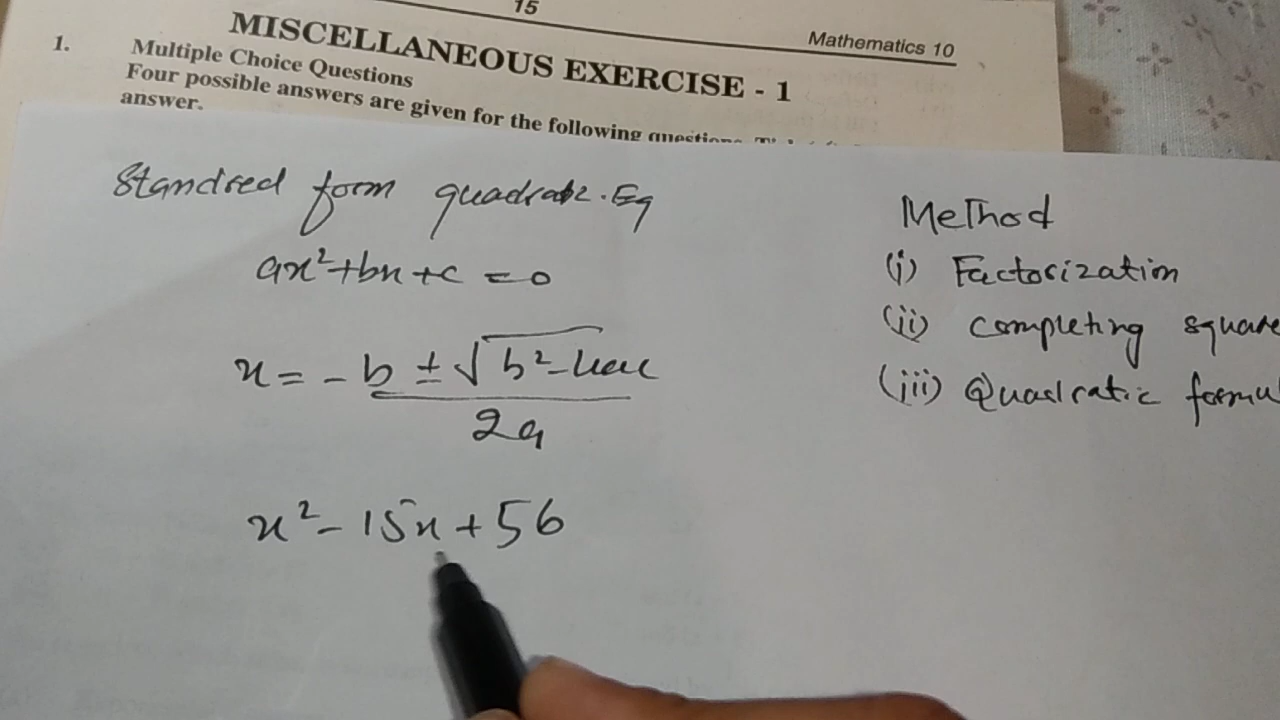 15
Mathematics 10
MISCELLANEOUS EXERCISE - 1
1. Multiple Choice Questions
Four possible answers are given for the following questions.
answer.
Standred form quadratic. Eq
ax²+bx+c =0
x = -b ± √b²-4ac
2a
x² - 15x + 56
Method
(i) Factorization
(ii) completing square
(iii) Quadratic formul